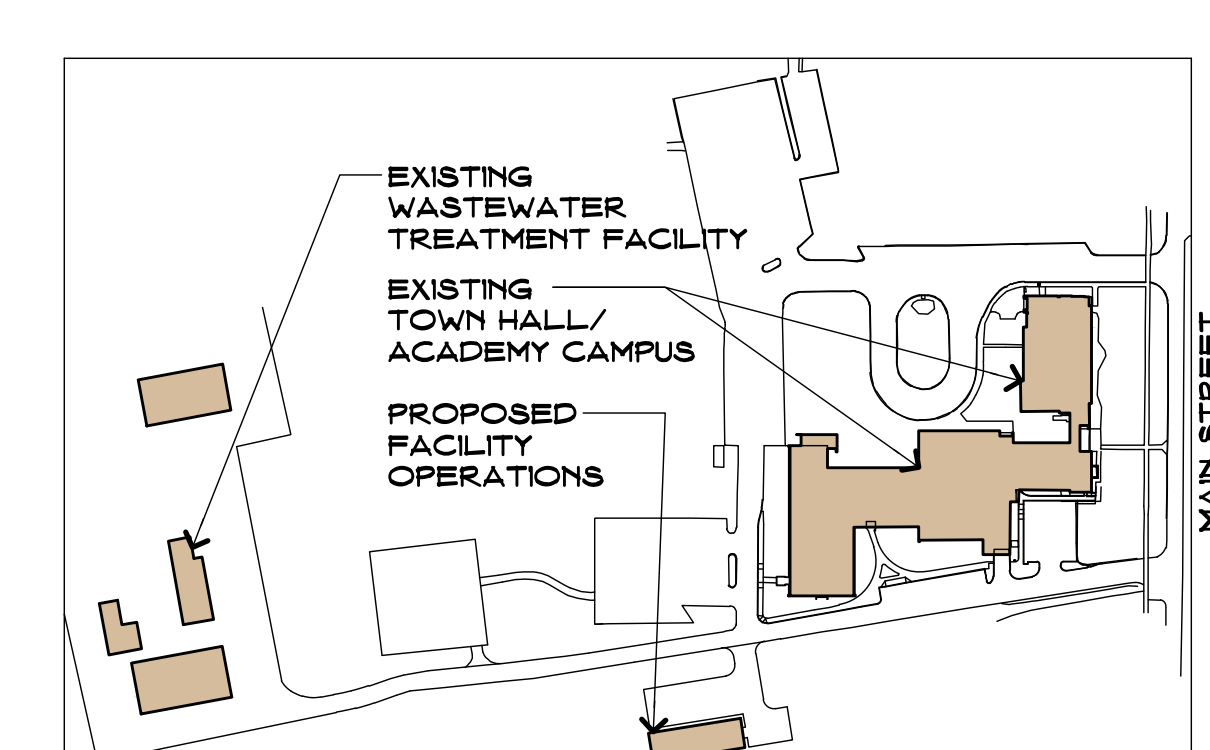 EXISTING
WASTEWATER
TREATMENT FACILITY
EXISTING
TOWN HALL/
ACADEMY CAMPUS
PROPOSED
FACILITY
OPERATIONS
MAIN STREET